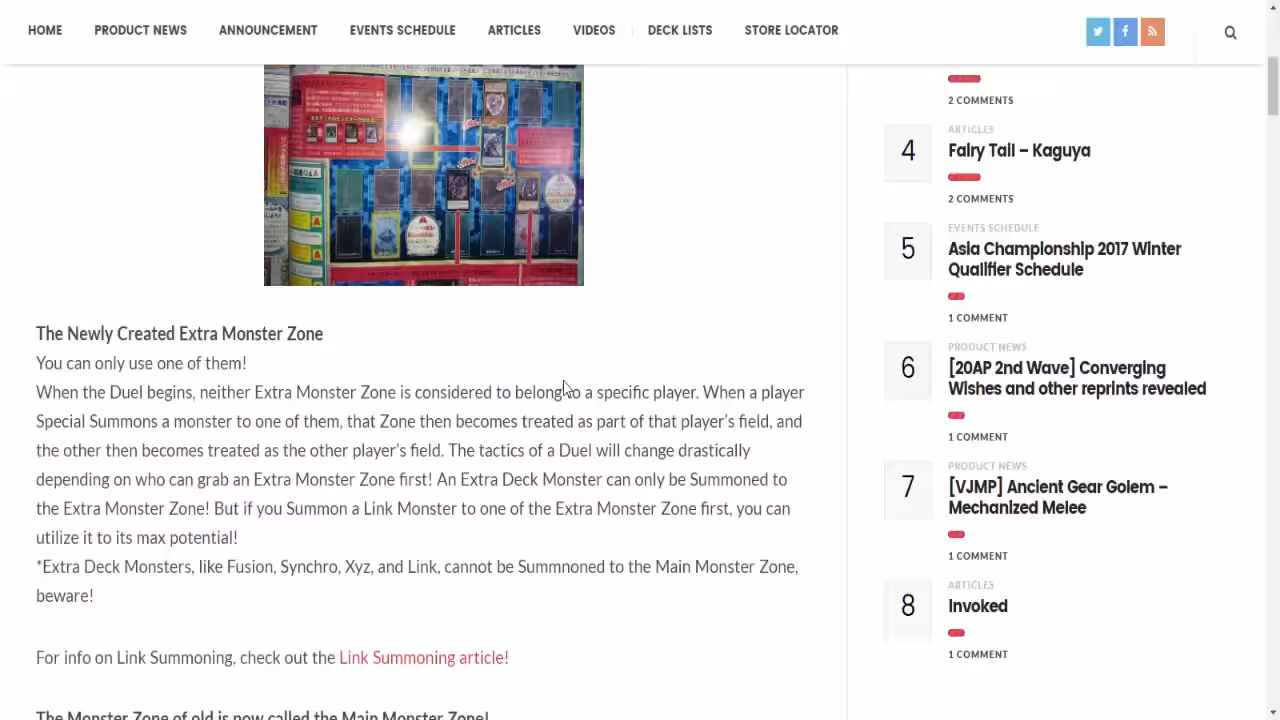 HOME PRODUCT NEWS ANNOUNCEMENT EVENTS SCHEDULE ARTICLES VIDEOS DECK LISTS STORE LOCATOR
The Newly Created Extra Monster Zone
You can only use one of them!
When the Duel begins, neither Extra Monster Zone is considered to belong to a specific player. When a player
Special Summons a monster to one of them, that Zone then becomes treated as part of that player’s field, and
the other then becomes treated as the other player’s field. The tactics of a Duel will change drastically
depending on who can grab an Extra Monster Zone first! An Extra Deck Monster can only be Summoned to
the Extra Monster Zone! But if you Summon a Link Monster to one of the Extra Monster Zone first, you can
utilize it to its max potential!
*Extra Deck Monsters, like Fusion, Synchro, Xyz, and Link, cannot be Summnoned to the Main Monster Zone,
beware!
For info on Link Summoning, check out the Link Summoning article!
The Monster Zone of old is now called the Main Monster Zone!
2 COMMENTS
4
ARTICLES
Fairy Tail – Kaguya
2 COMMENTS
5
EVENTS SCHEDULE
Asia Championship 2017 Winter
Qualifier Schedule
1 COMMENT
6
PRODUCT NEWS
[20AP 2nd Wave] Converging
Wishes and other reprints revealed
1 COMMENT
7
PRODUCT NEWS
[VJMP] Ancient Gear Golem –
Mechanized Melee
1 COMMENT
8
ARTICLES
Invoked
1 COMMENT